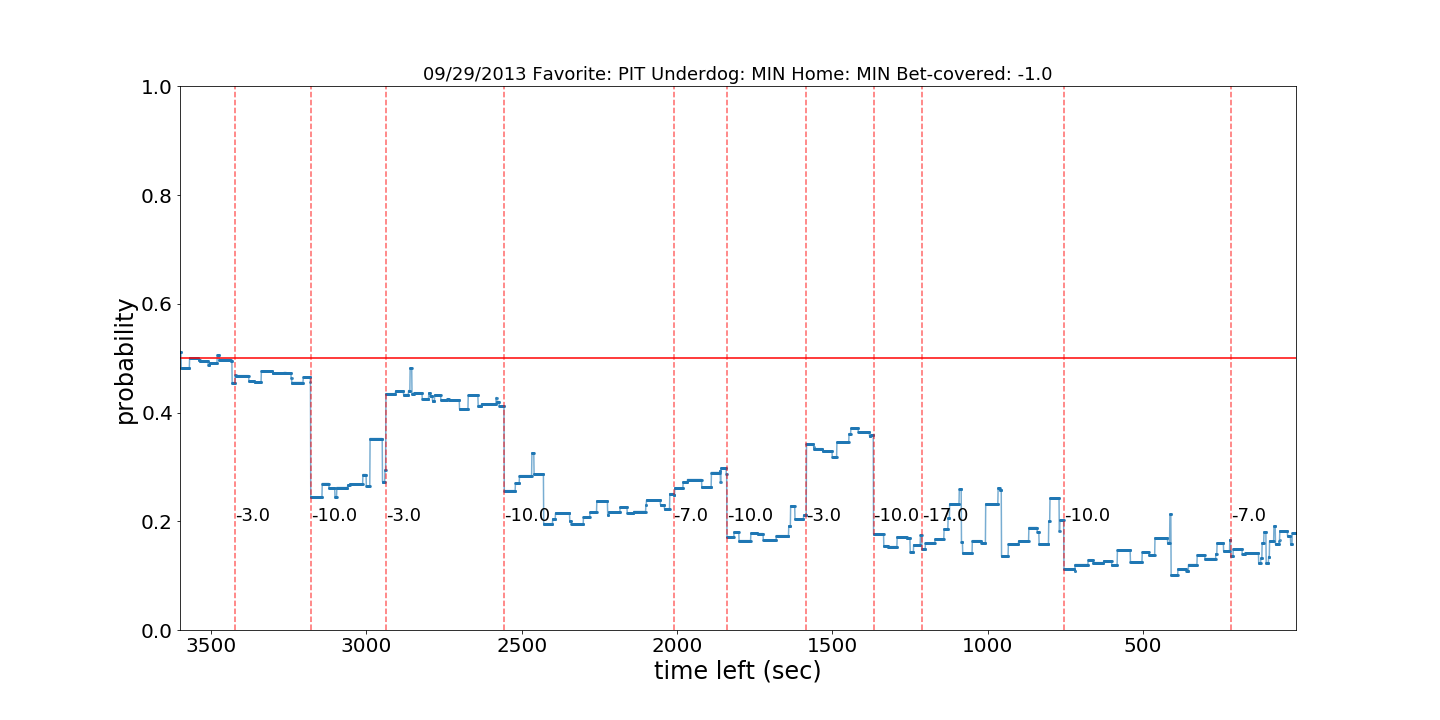 09/29/2013 Favorite: PIT Underdog: MIN Home: MIN Bet-covered: -1.0
1.0
0.8
0.6
0.4
0.2
0.0
probability
-3.0 -10.0 -3.0 -10.0 -7.0 -10.0 -3.0 -10.0 -17.0 -10.0 -7.0
3500 3000 2500 2000 1500 1000 500
time left (sec)